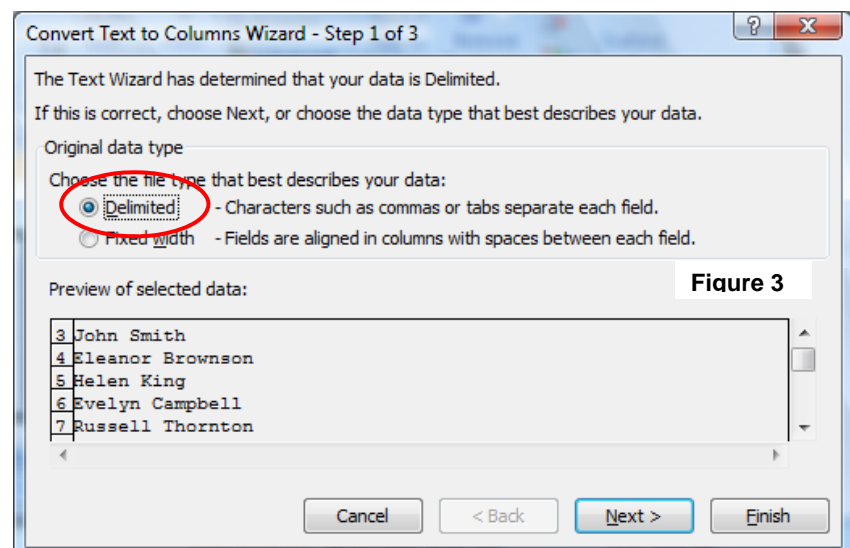 Convert Text to Columns Wizard - Step 1 of 3
?
X
The Text Wizard has determined that your data is Delimited.
If this is correct, choose Next, or choose the data type that best describes your data.
Original data type
Choose the file type that best describes your data:
Delimited - Characters such as commas or tabs separate each field.
Fixed width - Fields are aligned in columns with spaces between each field.
Figure 3
Preview of selected data:
3 John Smith
4 Eleanor Brownson
5 Helen King
6 Evelyn Campbell
7 Russell Thornton
Cancel < Back Next > Finish